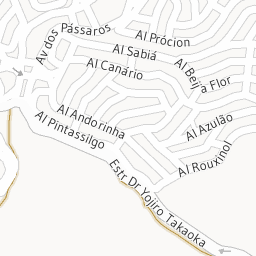 Av dos Pássaros
Al Prócion
Al Sabiá
Al Canário
Al Beija Flor
Al Andorinha
Al Pintassilgo
Al Azulão
Al Rouxinol
Estr Dr Yojiro Takaoka